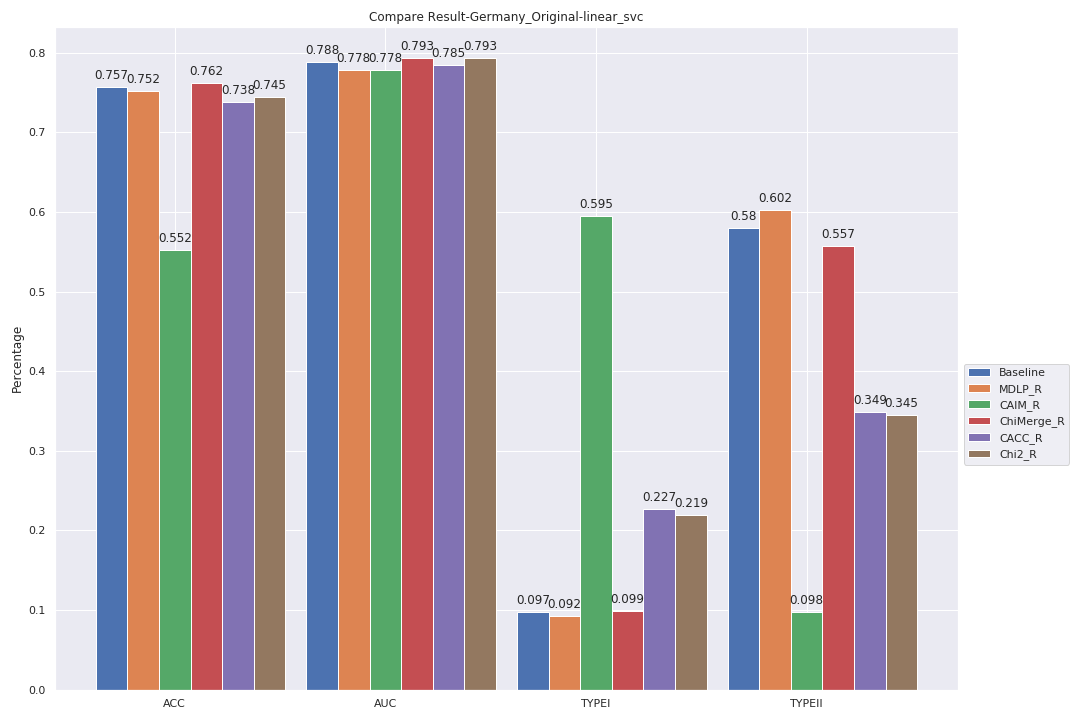 Compare Result-Germany_Original-linear_svc
Percentage
0.8
0.7
0.6
0.5
0.4
0.3
0.2
0.1
0.0
0.757
0.752
0.552
0.762
0.738
0.745
0.788
0.778
0.778
0.793
0.785
0.793
0.097
0.092
0.595
0.099
0.227
0.219
0.58
0.602
0.098
0.557
0.349
0.345
ACC
AUC
TYPEI
TYPEII
Baseline
MDLP_R
CAIM_R
ChiMerge_R
CACC_R
Chi2_R